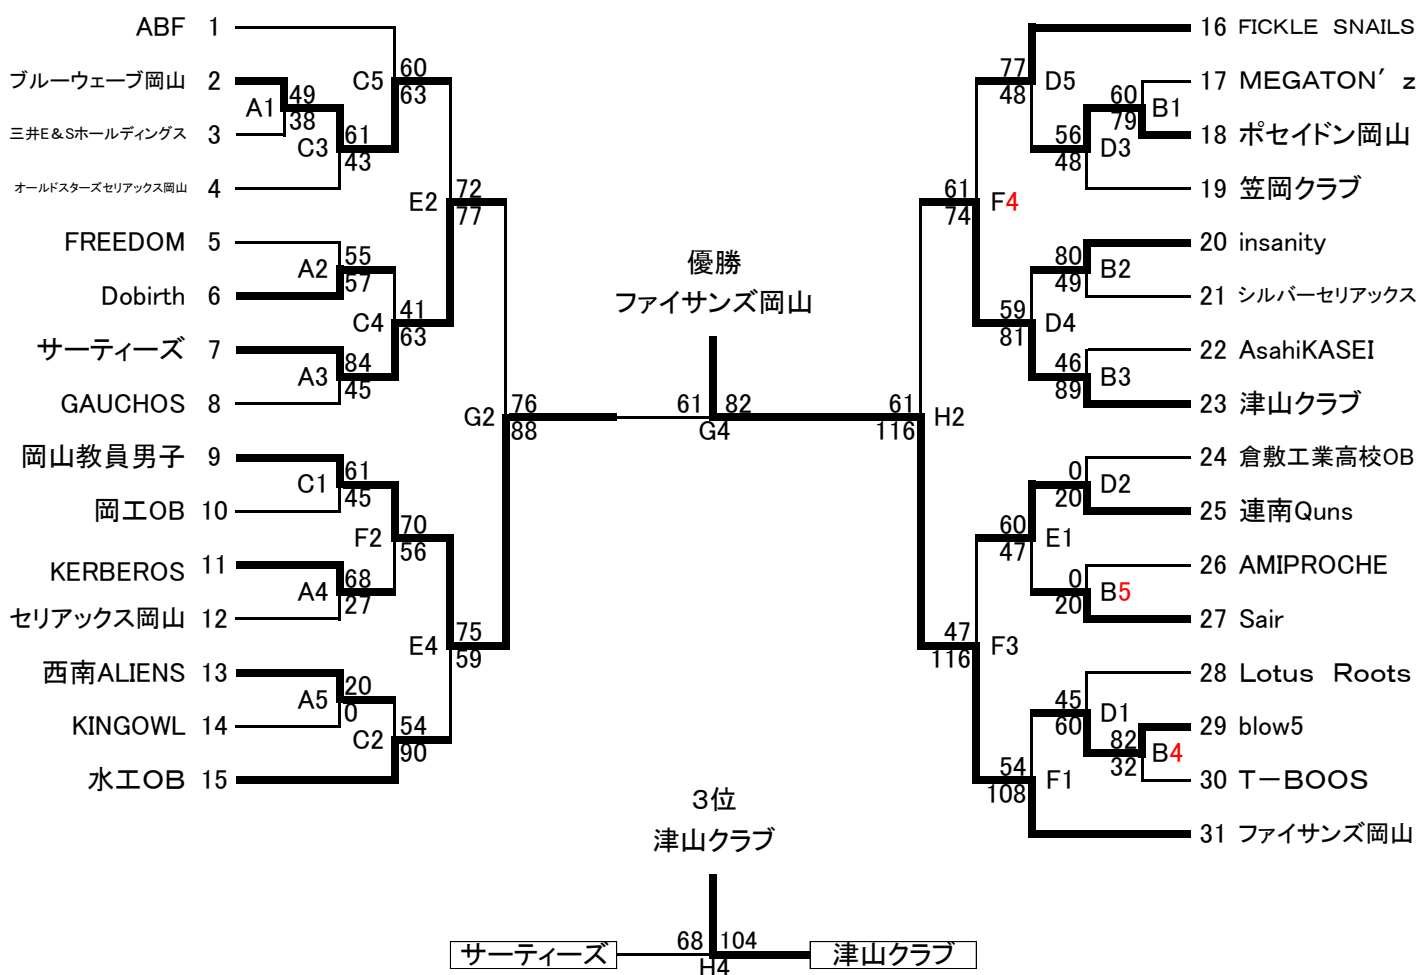 ABF 1
ブルーウェーブ岡山 2
三井E&Sホールディングス 3
オールドスターズセリアックス岡山 4
FREEDOM 5
Dobirth 6
サーティーズ 7
GAUCHOS 8
岡山教員男子 9
岡工OB 10
KERBEROS 11
セリアックス岡山 12
西南ALIENS 13
KINGOWL 14
水工OB 15
A1 49 38
C3 61 43
C5 60 63
A2 55 57
A3 84 45
C4 41 63
E2 72 77
C1 61 45
A4 68 27
F2 70 56
A5 20 0
C2 54 90
E4 75 59
G2 76 88
優勝
ファイサンズ岡山
61 82
G4
61 116 H2
61 74 F4
77 48 D5
56 48 D3
60 79 B1
80 49 B2
59 81 D4
46 89 B3
0 20 D2
60 47 E1
0 20 B5
47 116 F3
45 60 D1
82 32 B4
54 108 F1
16 FICKLE SNAILS
17 MEGATON’z
18 ポセイドン岡山
19 笠岡クラブ
20 insanity
21 シルバーセリアックス
22 AsahiKASEI
23 津山クラブ
24 倉敷工業高校OB
25 連南Quns
26 AMIPROCHE
27 Sair
28 Lotus Roots
29 blow5
30 T－BOOS
31 ファイサンズ岡山
3位
津山クラブ
サーティーズ 68 104 津山クラブ
H4